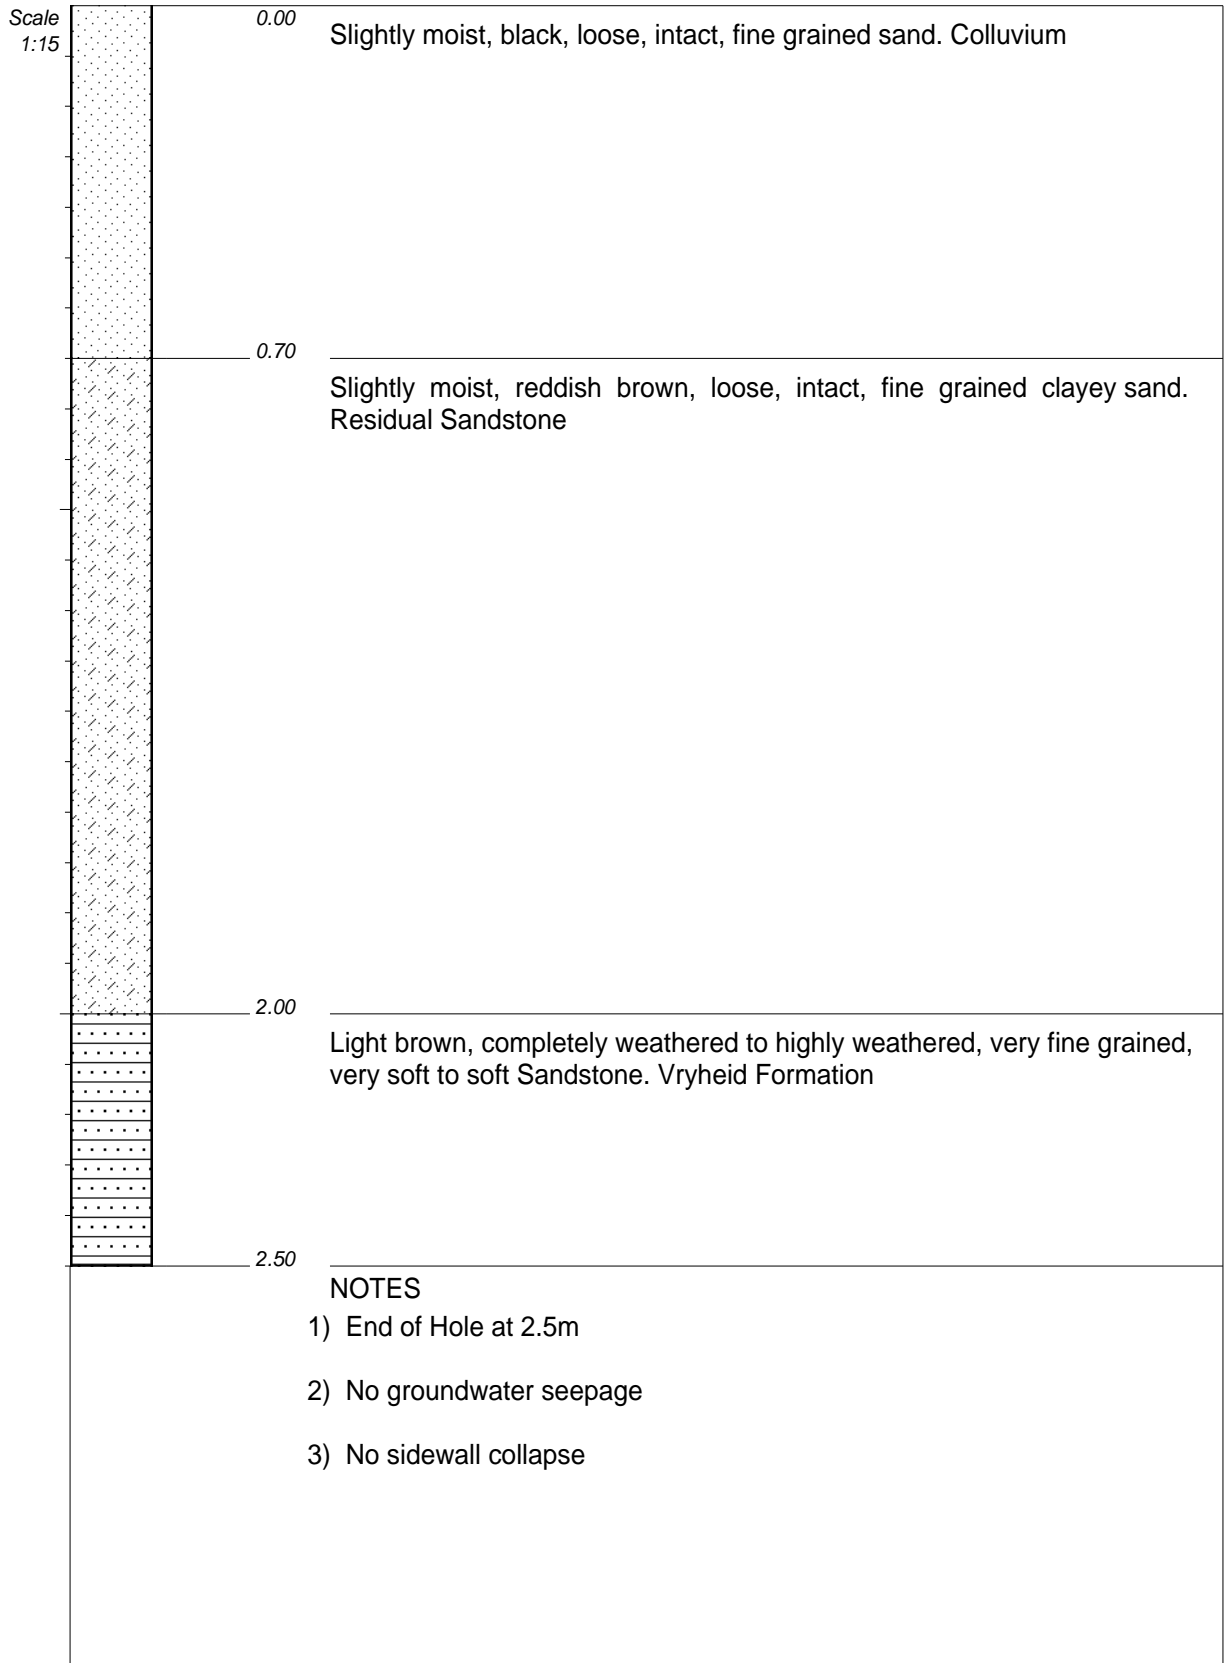 Scale
1:15
0.00
Slightly moist, black, loose, intact, fine grained sand. Colluvium
0.70
Slightly moist, reddish brown, loose, intact, fine grained clayey sand.
Residual Sandstone
2.00
Light brown, completely weathered to highly weathered, very fine grained,
very soft to soft Sandstone. Vryheid Formation
2.50
NOTES
1) End of Hole at 2.5m
2) No groundwater seepage
3) No sidewall collapse